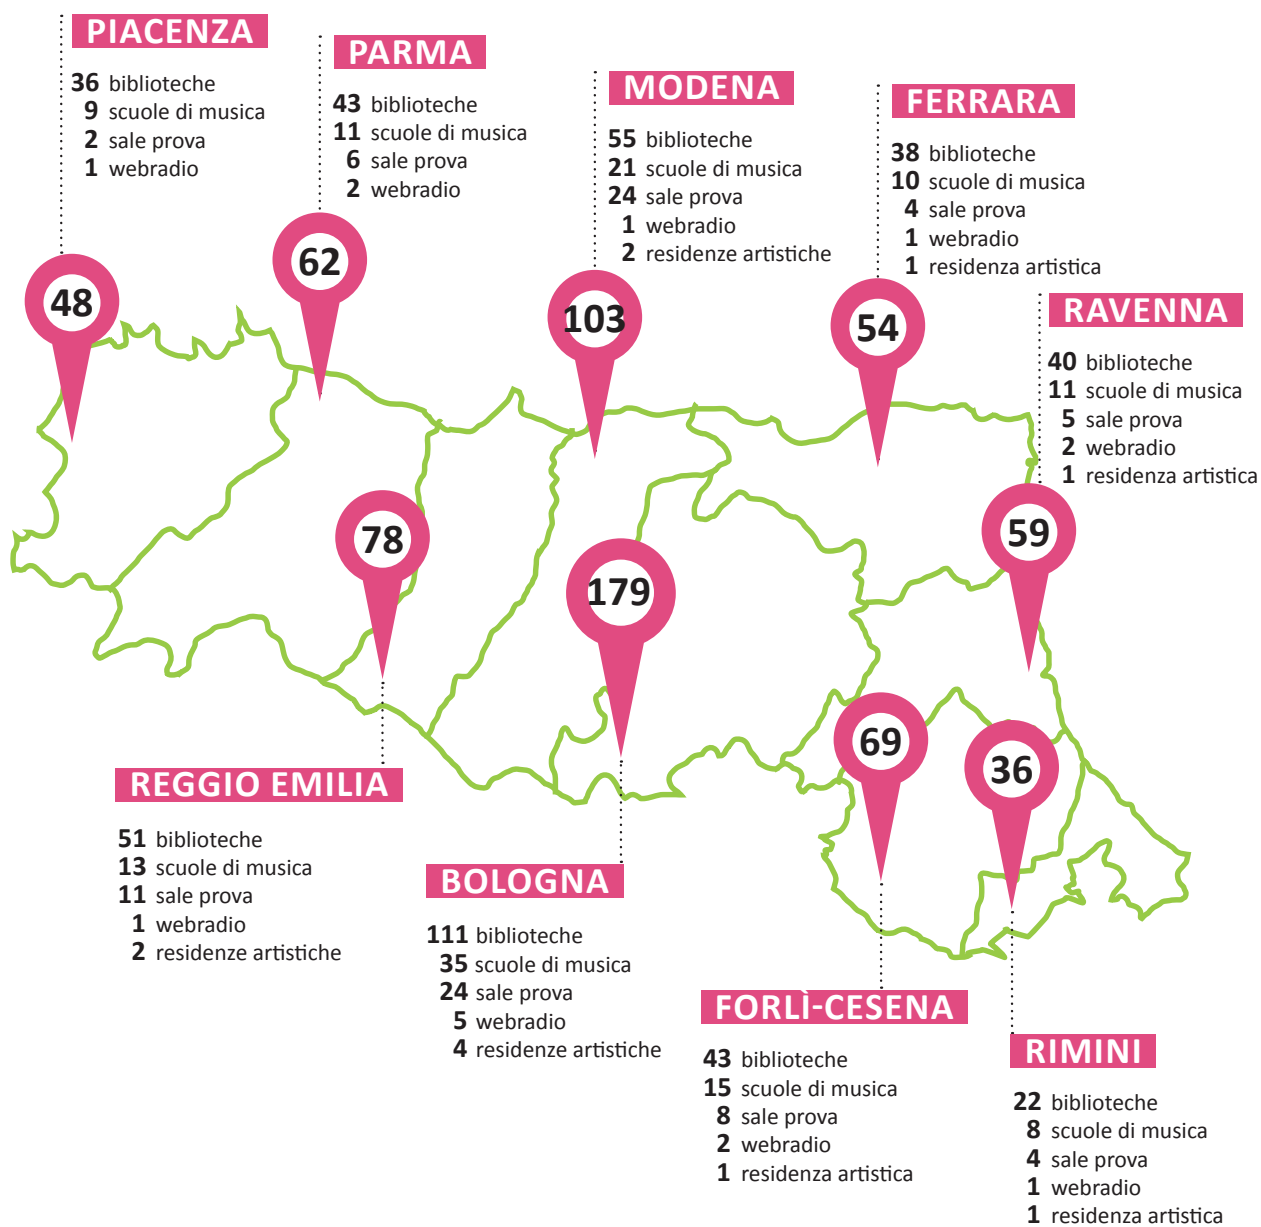 PIACENZA
36 biblioteche
9 scuole di musica
2 sale prova
1 webradio
48
PARMA
43 biblioteche
11 scuole di musica
6 sale prova
2 webradio
62
MODENA
55 biblioteche
21 scuole di musica
24 sale prova
1 webradio
2 residenze artistiche
103
FERRARA
38 biblioteche
10 scuole di musica
4 sale prova
1 webradio
1 residenza artistica
54
RAVENNA
40 biblioteche
11 scuole di musica
5 sale prova
2 webradio
1 residenza artistica
59
78
REGGIO EMILIA
51 biblioteche
13 scuole di musica
11 sale prova
1 webradio
2 residenze artistiche
179
BOLOGNA
111 biblioteche
35 scuole di musica
24 sale prova
5 webradio
4 residenze artistiche
69
FORLÌ-CESENA
43 biblioteche
15 scuole di musica
8 sale prova
2 webradio
1 residenza artistica
36
RIMINI
22 biblioteche
8 scuole di musica
4 sale prova
1 webradio
1 residenza artistica